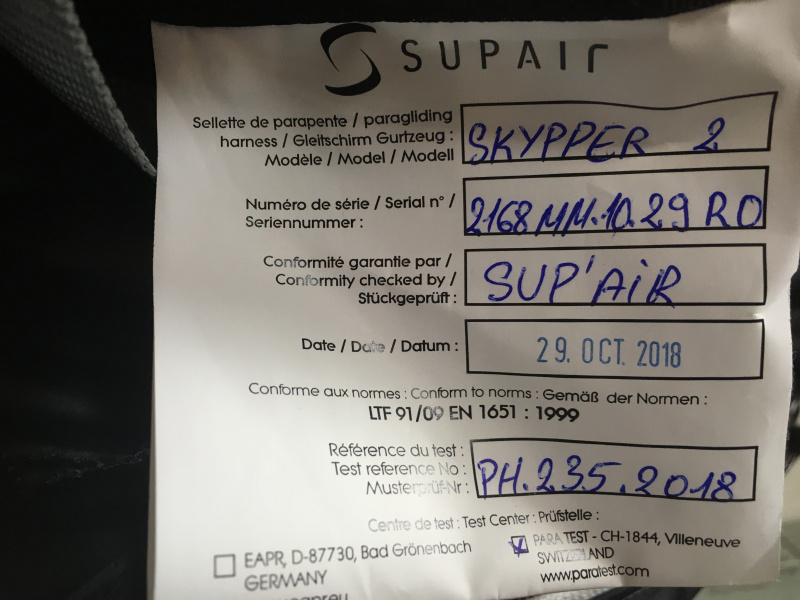 SUPAIR
Sellette de parapente / paragliding
harness / Gleitschirm Gurtzeug :
Modèle / Model / Modell
SKYPPER 2
Numéro de série / Serial n° /
Seriennummer :
2168MM.10.29 RO
Conformité garantie par /
Conformity checked by /
Stückgeprüft :
SUP'AiR
Date / Date / Datum :
29. OCT. 2018
Conforme aux normes : Conform to norms : Gemäß der Normen :
LTF 91/09 EN 1651 : 1999
Référence du test :
Test reference No :
Musterprüf-Nr :
PH.235.2018
Centre de test : Test Center : Prüfstelle :
EAPR, D-87730, Bad Grönenbach
GERMANY
PARA TEST - CH-1844, Villeneuve
SWITZERLAND
www.paratest.com